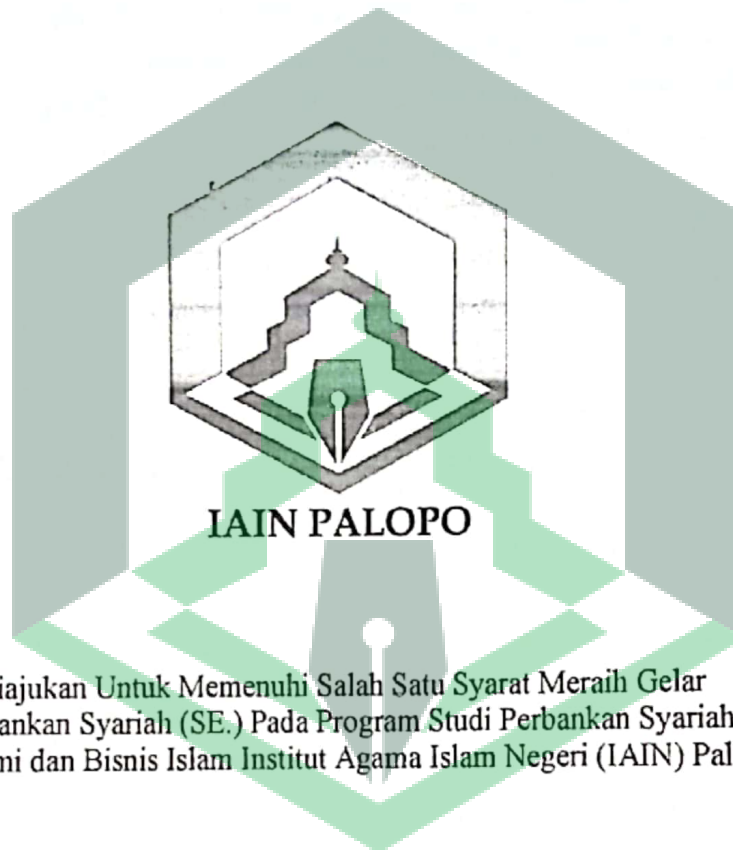 IAIN PALOPO
iajukan Untuk Memenuhi Salah Satu Syarat Meraih Gelar
ankan Syariah (SE.) Pada Program Studi Perbankan Syariah
mi dan Bisnis Islam Institut Agama Islam Negeri (IAIN) Pal